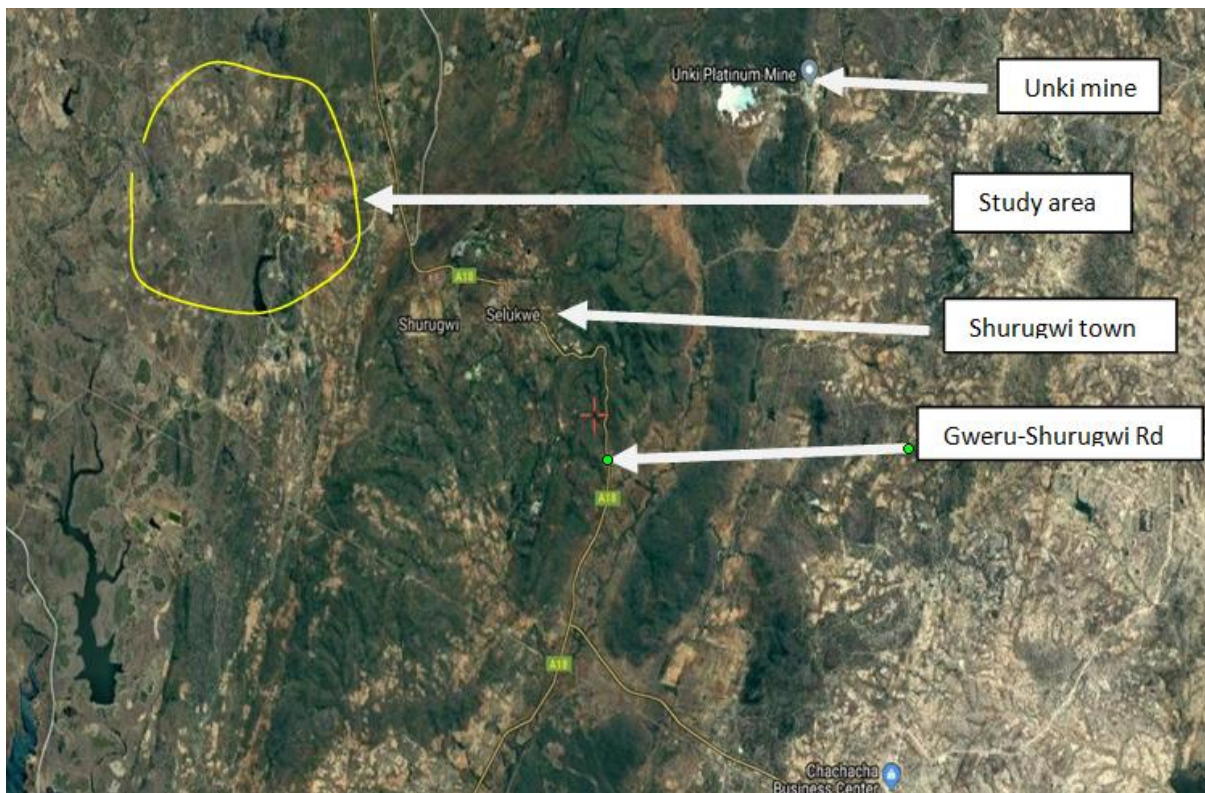 Unki Platinum Mine
Unki mine
Study area
A18
Shurugwi
Selukwe
Shurugwi town
Gweru-Shurugwi Rd
A18
A18
Chachacha
Business Center